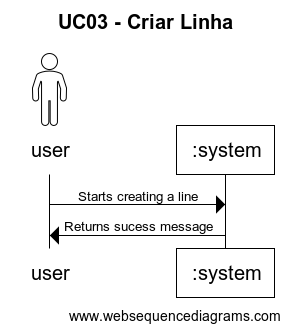 UC03 - Criar Linha
user
:system
Starts creating a line
Returns sucess message
user
:system
www.websequencediagrams.com